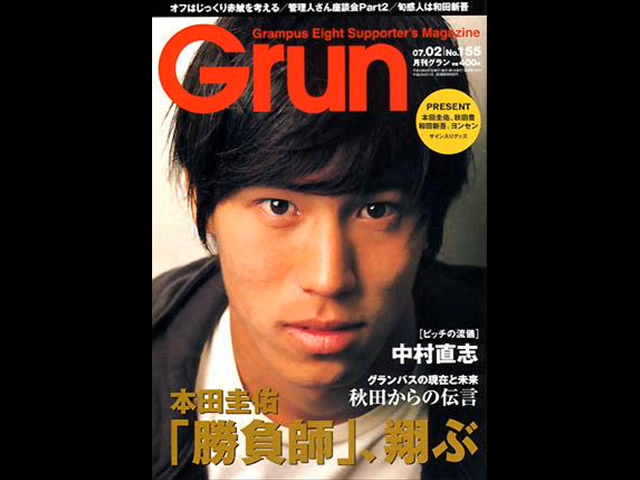 オフはじっくり赤鯱を考える／管理人さん座談会Part2／旬感人は和田新吾
Grampus Eight Supporter's Magazine
Grun
07.02 No.155
月刊グラン 定価400円
PRESENT
本田圭佑、秋田豊
和田新吾、ヨンセン
サイン入りグッズ
[ピッチの流儀]
中村直志
グランパスの現在と未来
秋田からの伝言
本田圭佑
「勝負師」、翔ぶ